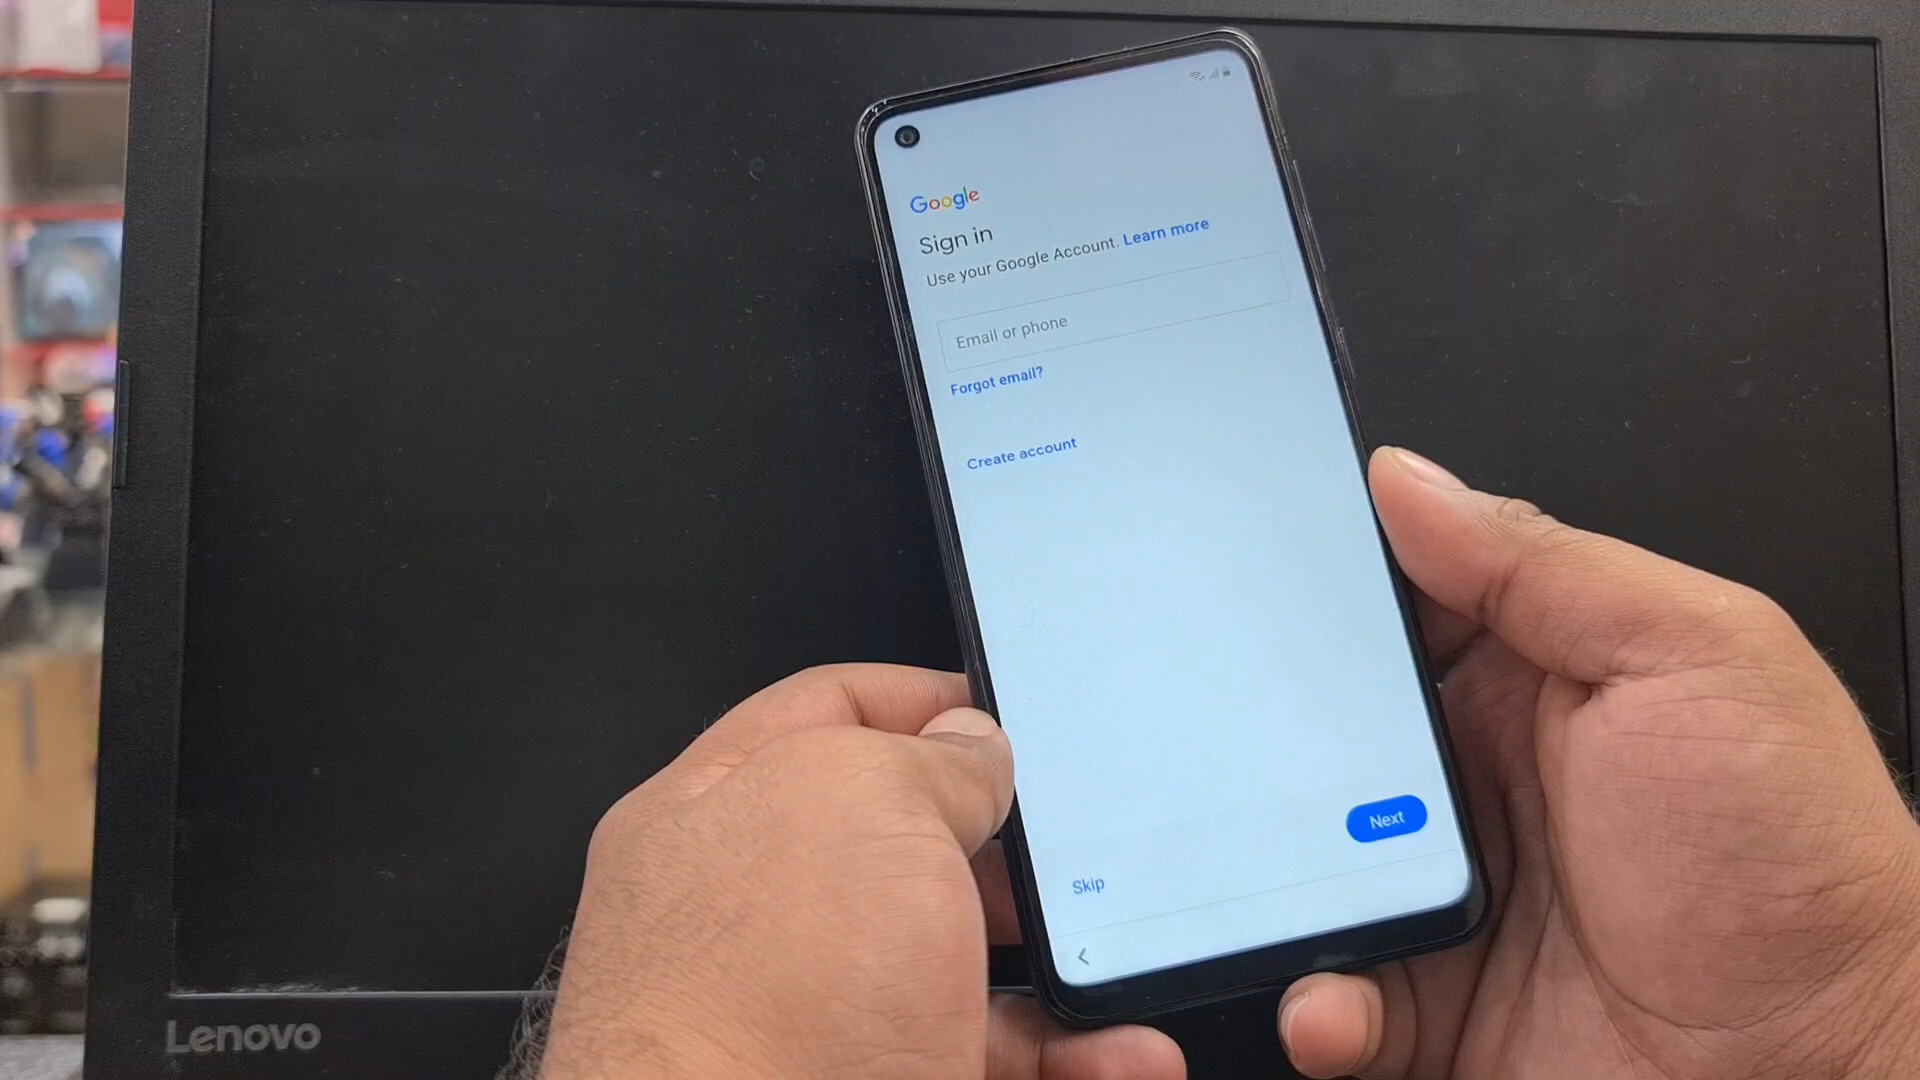 Google
Sign in
Use your Google Account. Learn more
Email or phone
Forgot email?
Create account
Next
Skip
Lenovo